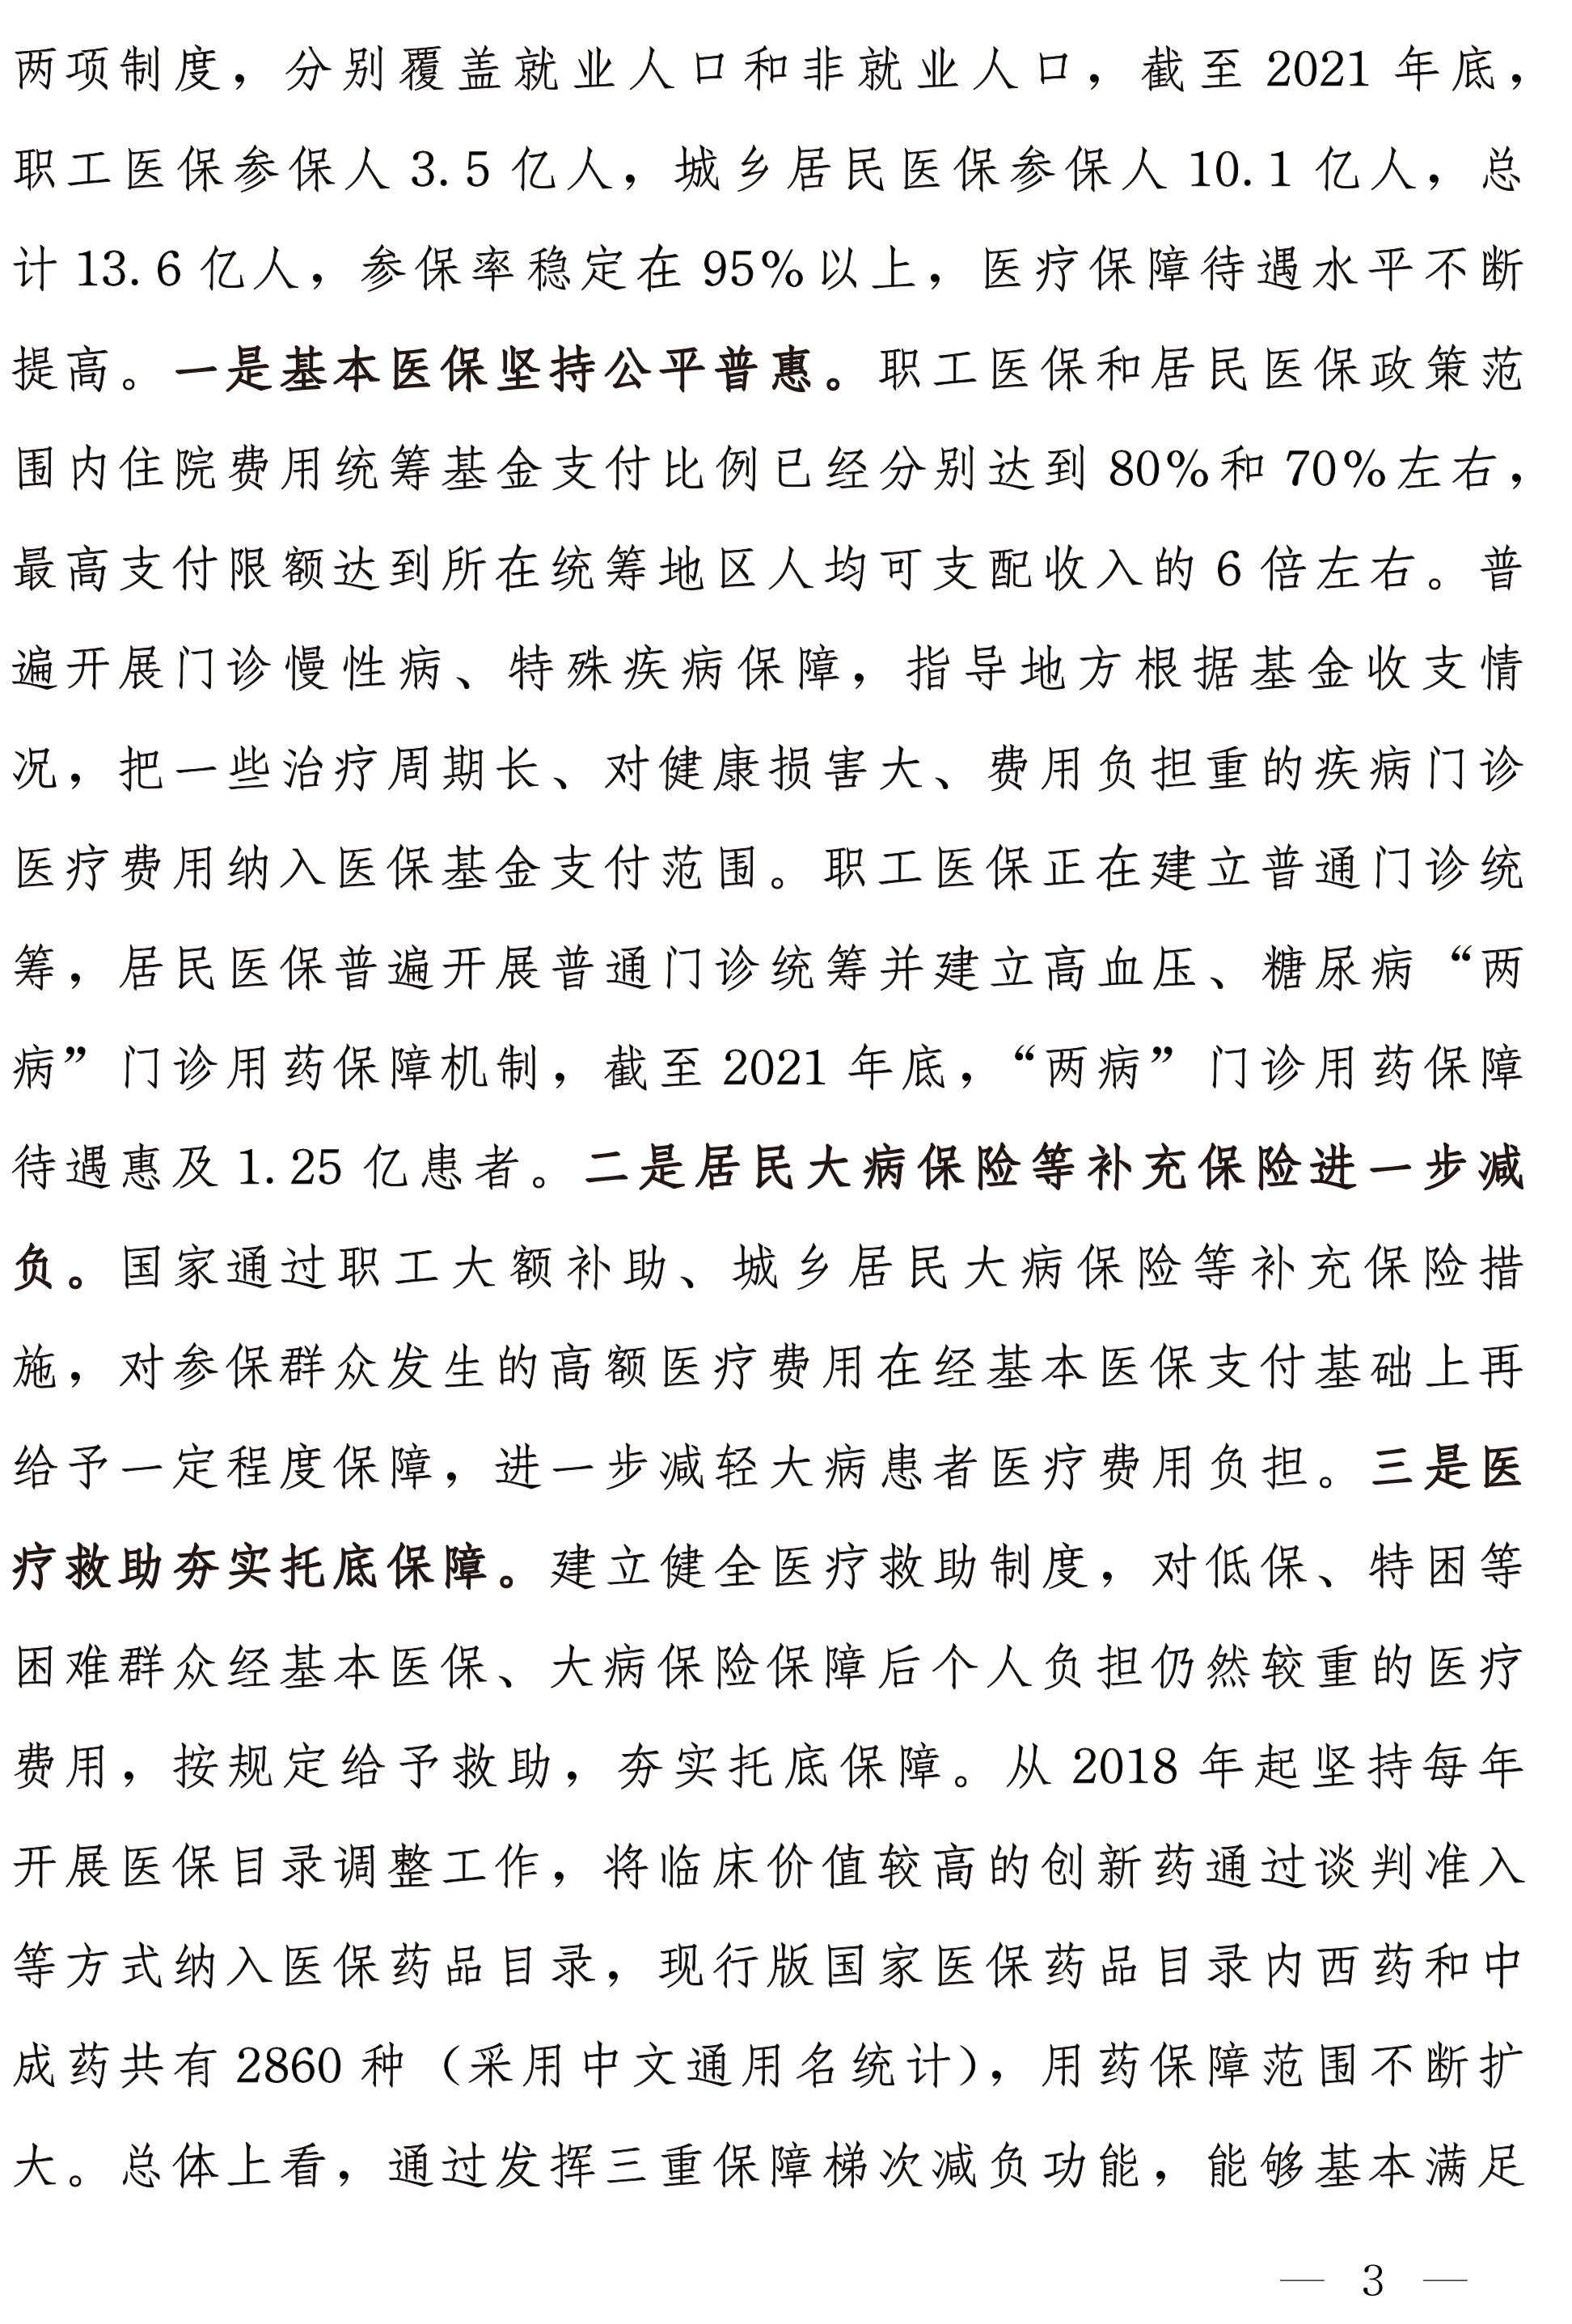 两项制度，分别覆盖就业人口和非就业人口，截至 2021 年底，
职工医保参保人 3.5 亿人，城乡居民医保参保人 10.1 亿人，总
计 13.6 亿人，参保率稳定在 95%以上，医疗保障待遇水平不断
提高。一是基本医保坚持公平普惠。职工医保和居民医保政策范
围内住院费用统筹基金支付比例已经分别达到 80%和 70%左右，
最高支付限额达到所在统筹地区人均可支配收入的 6 倍左右。普
遍开展门诊慢性病、特殊疾病保障，指导地方根据基金收支情
况，把一些治疗周期长、对健康损害大、费用负担重的疾病门诊
医疗费用纳入医保基金支付范围。职工医保正在建立普通门诊统
筹，居民医保普遍开展普通门诊统筹并建立高血压、糖尿病“两
病”门诊用药保障机制，截至 2021 年底，“两病”门诊用药保障
待遇惠及 1.25 亿患者。二是居民大病保险等补充保险进一步减
负。国家通过职工大额补助、城乡居民大病保险等补充保险措
施，对参保群众发生的高额医疗费用在经基本医保支付基础上再
给予一定程度保障，进一步减轻大病患者医疗费用负担。三是医
疗救助夯实托底保障。建立健全医疗救助制度，对低保、特困等
困难群众经基本医保、大病保险保障后个人负担仍然较重的医疗
费用，按规定给予救助，夯实托底保障。从 2018 年起坚持每年
开展医保目录调整工作，将临床价值较高的创新药通过谈判准入
等方式纳入医保药品目录，现行版国家医保药品目录内西药和中
成药共有 2860 种（采用中文通用名统计），用药保障范围不断扩
大。总体上看，通过发挥三重保障梯次减负功能，能够基本满足
— 3 —